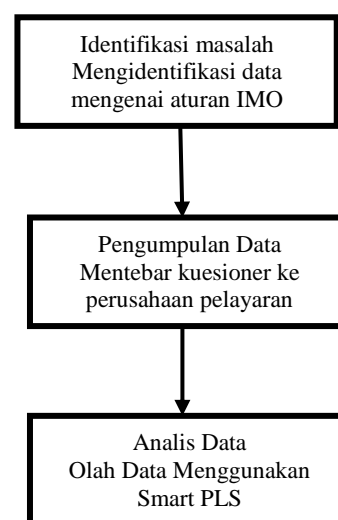 Identifikasi masalah
Mengidentifikasi data
mengenai aturan IMO
Pengumpulan Data
Mentebar kuesioner ke
perusahaan pelayaran
Analis Data
Olah Data Menggunakan
Smart PLS